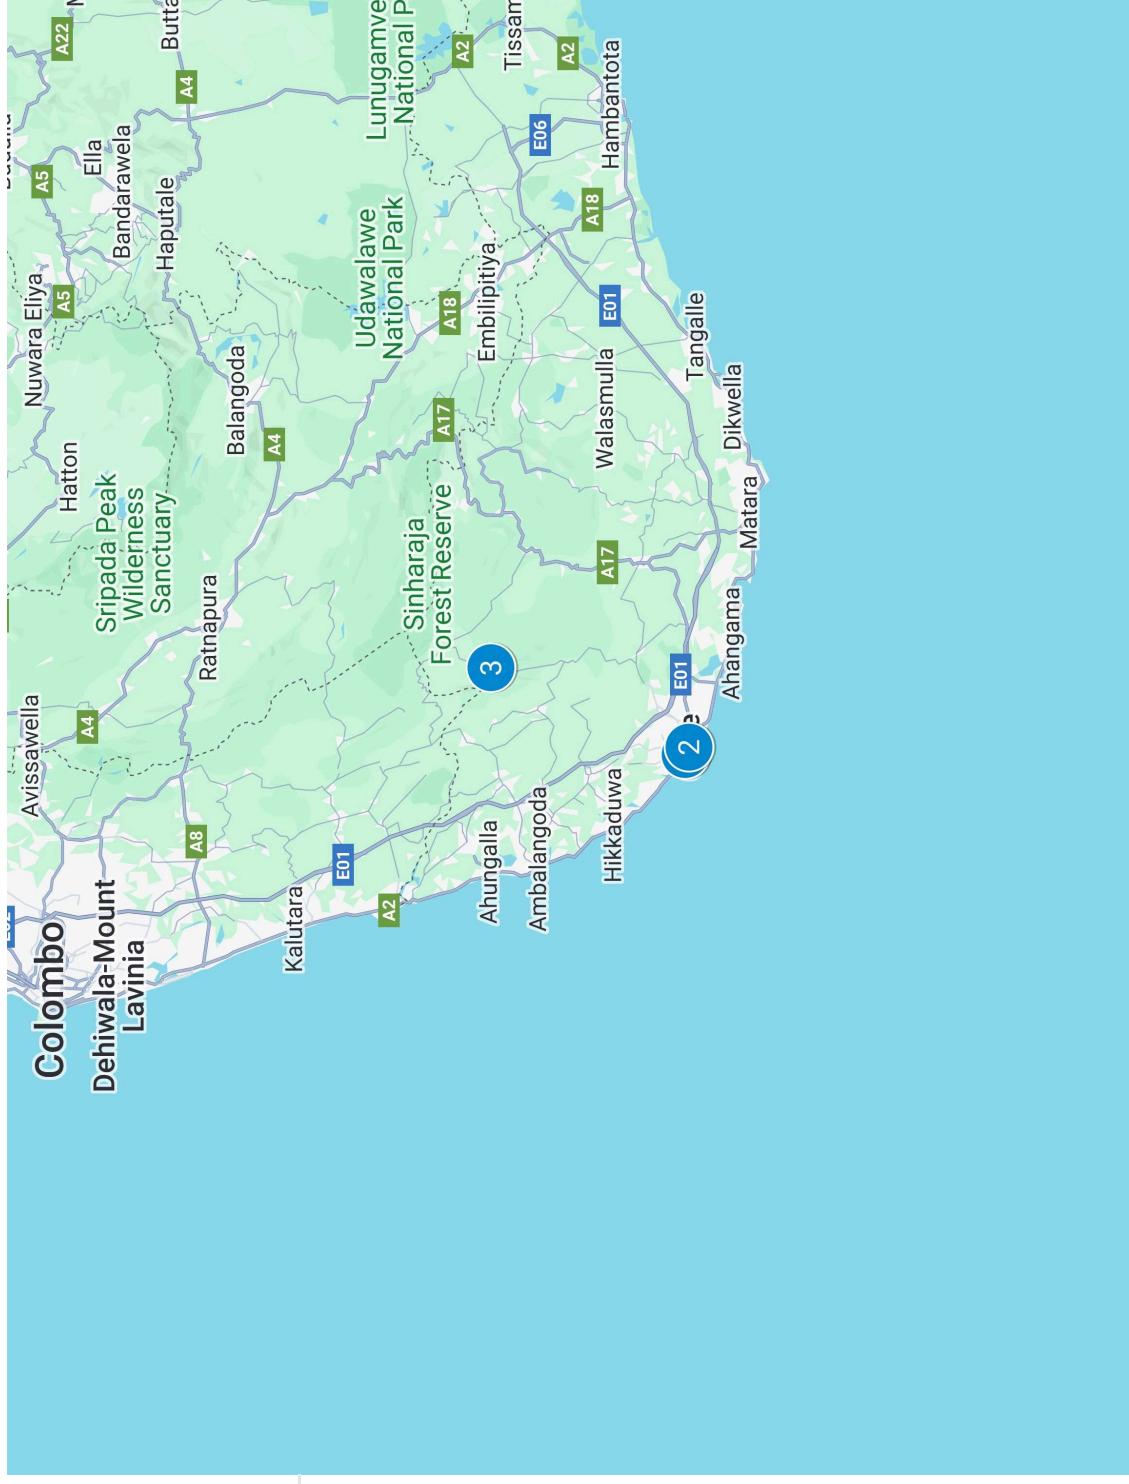 Avissawella
Nuwara Eliya
A5
Colombo
A22
A5
Hatton
A4
Ella
Dehiwala-Mount
Lavinia
Sripada Peak
Wilderness
Sanctuary
Bandarawela
Haputale
Butta
A4
A8
Ratnapura
Balangoda
A4
Kalutara
E01
Udawalawe
National Park
Lunugamve
National P
A2
Sinharaja
Forest Reserve
A17
A18
A2
Ahungalla
3
Embilipitiya
Tissam
Ambalangoda
E06
A2
A18
Walasmulla
A17
E01
Hambantota
Hikkaduwa
E01
2
e
Tangalle
Ahangama
Dikwella
Matara